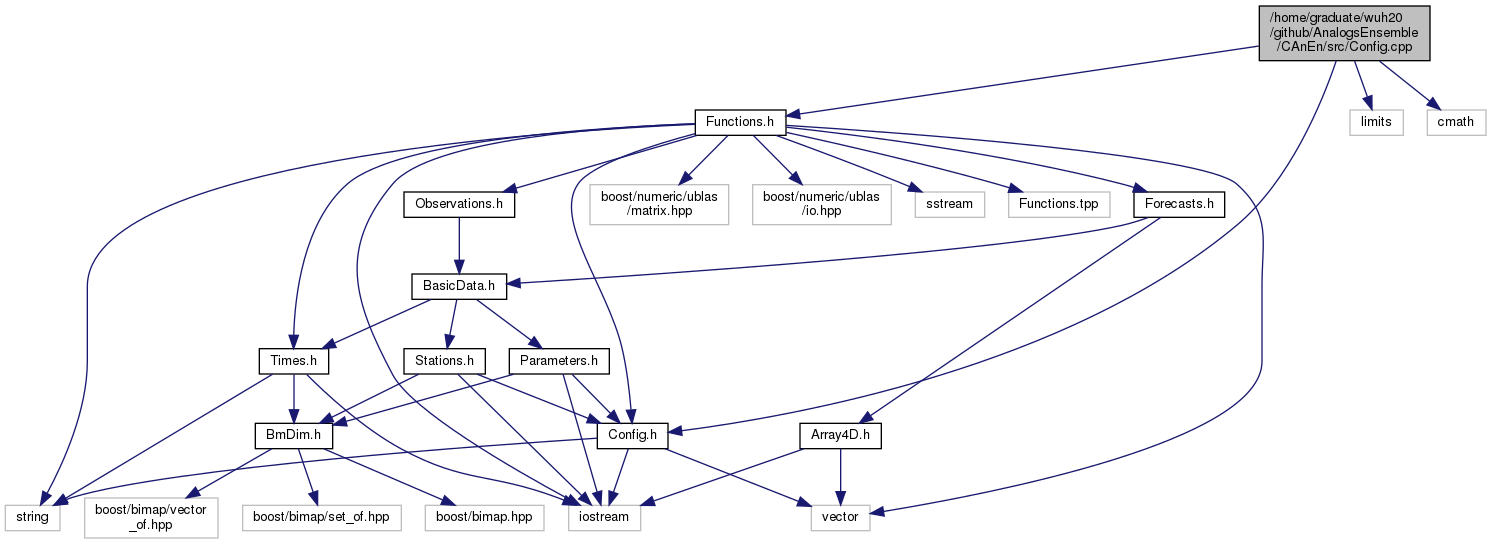 /home/graduate/wuh20
/github/AnalogsEnsemble
/CAnEn/src/Config.cpp
Functions.h
limits
cmath
Observations.h
boost/numeric/ublas
/matrix.hpp
boost/numeric/ublas
/io.hpp
sstream
Functions.tpp
Forecasts.h
BasicData.h
Times.h
Stations.h
Parameters.h
BmDim.h
Config.h
Array4D.h
string
boost/bimap/vector
_of.hpp
boost/bimap/set_of.hpp
boost/bimap.hpp
iostream
vector